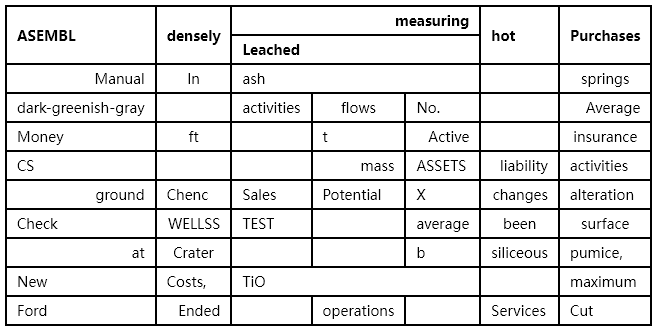 ASEMBL densely measuring hot Purchases
Leached
Manual In ash springs
dark-greenish-gray activities flows No. Average
Money ft t Active insurance
CS mass ASSETS liability activities
ground Chenc Sales Potential X changes alteration
Check WELLSS TEST average been surface
at Crater b siliceous pumice,
New Costs, TiO maximum
Ford Ended operations Services Cut